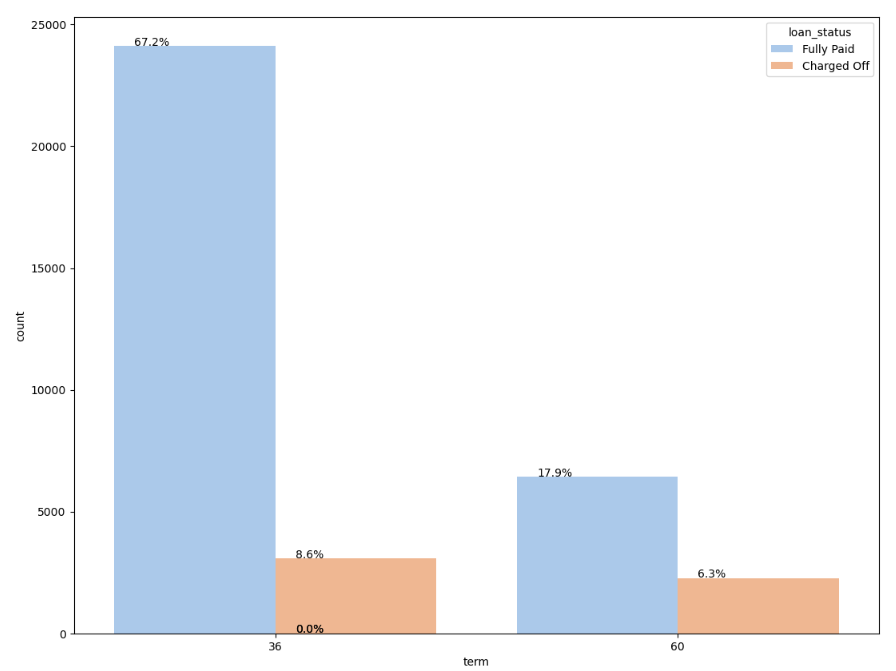 25000
20000
15000
10000
5000
0
count
67.2%
8.6%
0.0%
17.9%
6.3%
loan_status
Fully Paid
Charged Off
36
60
term